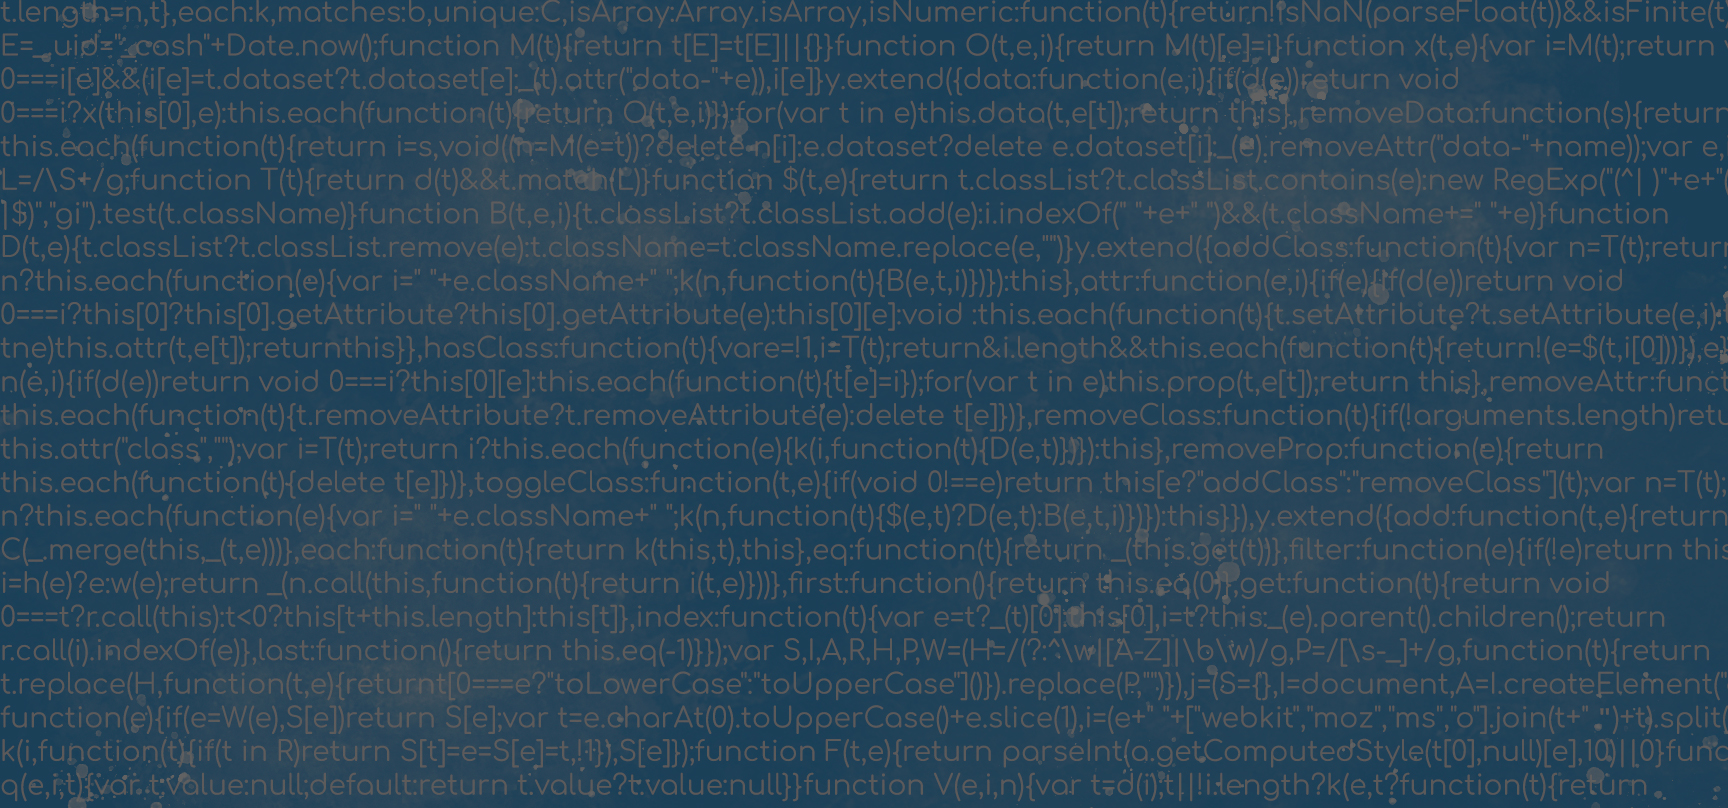 t.length=n,t},each:k,matches:b,unique:C,isArray:Array.isArray,isNumeric:function(t){return!isNaN(parseFloat(t))&&isFinite(t
E=_.uid="_cash"+Date.now();function M(t){return t[E]=t[E]||{}}function O(t,e,i){return M(t)[e]=i}function x(t,e){var i=M(t);return
0===i[e]&&(i[e]=t.dataset?t.dataset[e]:_(t).attr("data-"+e)),i[e]}y.extend({data:function(e,i){if(d(e))return void
0===i?x(this[0],e):this.each(function(t){return O(t,e,i)});for(var t in e)this.data(t,e[t]);return this},removeData:function(s){return
this.each(function(t){return i=s,void((n=M(e=t))?delete n[i]:e.dataset?delete e.dataset[i]:_(e).removeAttr("data-"+name));var e,
L=/\S+/g;function T(t){return d(t)&&t.match(L)}function $(t,e){return t.classList?t.classList.contains(e):new RegExp("(^| )"+e+"(
|$)","gi").test(t.className)}function B(t,e,i){t.classList?t.classList.add(e):i.indexOf(" "+e+" ")&&(t.className+=" "+e)}function
D(t,e){t.classList?t.classList.remove(e):t.className=t.className.replace(e,"")}y.extend({addClass:function(t){var n=T(t);return
n?this.each(function(e){var i=" "+e.className+" ";k(n,function(t){B(e,t,i)})}):this},attr:function(e,i){if(e){if(d(e))return void
0===i?this[0]?this[0].getAttribute?this[0].getAttribute(e):this[0][e]:void :this.each(function(t){t.setAttribute?t.setAttribute(e,i):
tne)this.attr(t,e[t]);returnthis}},hasClass:function(t){vare=!1,i=T(t);return&i.length&&this.each(function(t){return!(e=$(t,i[0]))}),e}
n(e,i){if(d(e))return void 0===i?this[0][e]:this.each(function(t){t[e]=i});for(var t in e)this.prop(t,e[t]);return this},removeAttr:funct
this.each(function(t){t.removeAttribute?t.removeAttribute(e):delete t[e]})},removeClass:function(t){if(!arguments.length)retu
this.attr("class","");var i=T(t);return i?this.each(function(e){k(i,function(t){D(e,t)})}):this},removeProp:function(e){return
this.each(function(t){delete t[e]})},toggleClass:function(t,e){if(void 0!==e)return this[e?"addClass":"removeClass"](t);var n=T(t);
n?this.each(function(e){var i=" "+e.className+" ";k(n,function(t){$(e,t)?D(e,t):B(e,t,i)})}):this}}),y.extend({add:function(t,e){return
C(_.merge(this,_(t,e)))},each:function(t){return k(this,t),this},eq:function(t){return _(this.get(t))},filter:function(e){if(!e)return this
i=h(e)?e:w(e);return _(n.call(this,function(t){return i(t,e)}))},first:function(){return this.eq(0)},get:function(t){return void
0===t?r.call(this):t<0?this[t+this.length]:this[t]},index:function(t){var e=t?_(t)[0]:this[0],i=t?this:_(e).parent().children();return
r.call(i).indexOf(e)},last:function(){return this.eq(-1)}});var S,I,A,R,H,P,W=(H=/(?:^\w|[A-Z]|\b\w)/g,P=/[\s-_]+/g,function(t){return
t.replace(H,function(t,e){returnt[0===e?"toLowerCase":"toUpperCase"]()}).replace(P,"")}),j=(S={},I=document,A=I.createElement("
function(e){if(e=W(e),S[e])return S[e];var t=e.charAt(0).toUpperCase()+e.slice(1),i=(e+" "+["webkit","moz","ms","o"].join(t+" ")+t).split(
k(i,function(t){if(t in R)return S[t]=e=S[e]=t,!1}),S[e]});function F(t,e){return parseInt(a.getComputedStyle(t[0],null)[e],10)||0}func
q(e,i,t){var t.value:null;default:return t.value?t.value:null}}function V(e,i,n){var t=d(i);t||!i.length?k(e,t?function(t){return